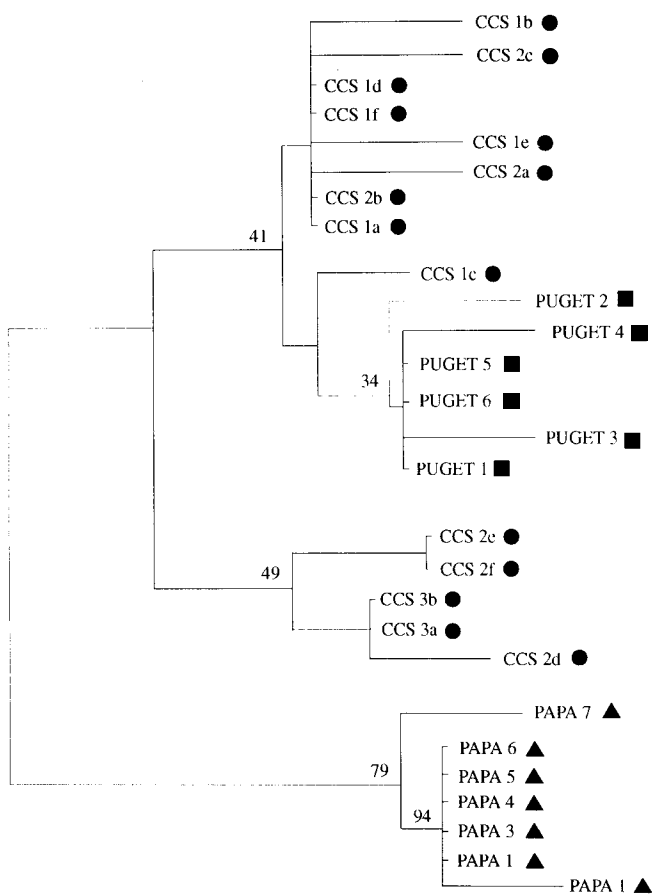 CCS 1b
CCS 2c
CCS 1d
CCS 1f
CCS 1e
CCS 2a
CCS 2b
CCS 1a
41
CCS 1c
PUGET 2
PUGET 4
PUGET 5
34
PUGET 6
PUGET 3
PUGET 1
CCS 2e
49
CCS 2f
CCS 3b
CCS 3a
CCS 2d
PAPA 7
PAPA 6
79
PAPA 5
PAPA 4
94
PAPA 3
PAPA 1
PAPA 1